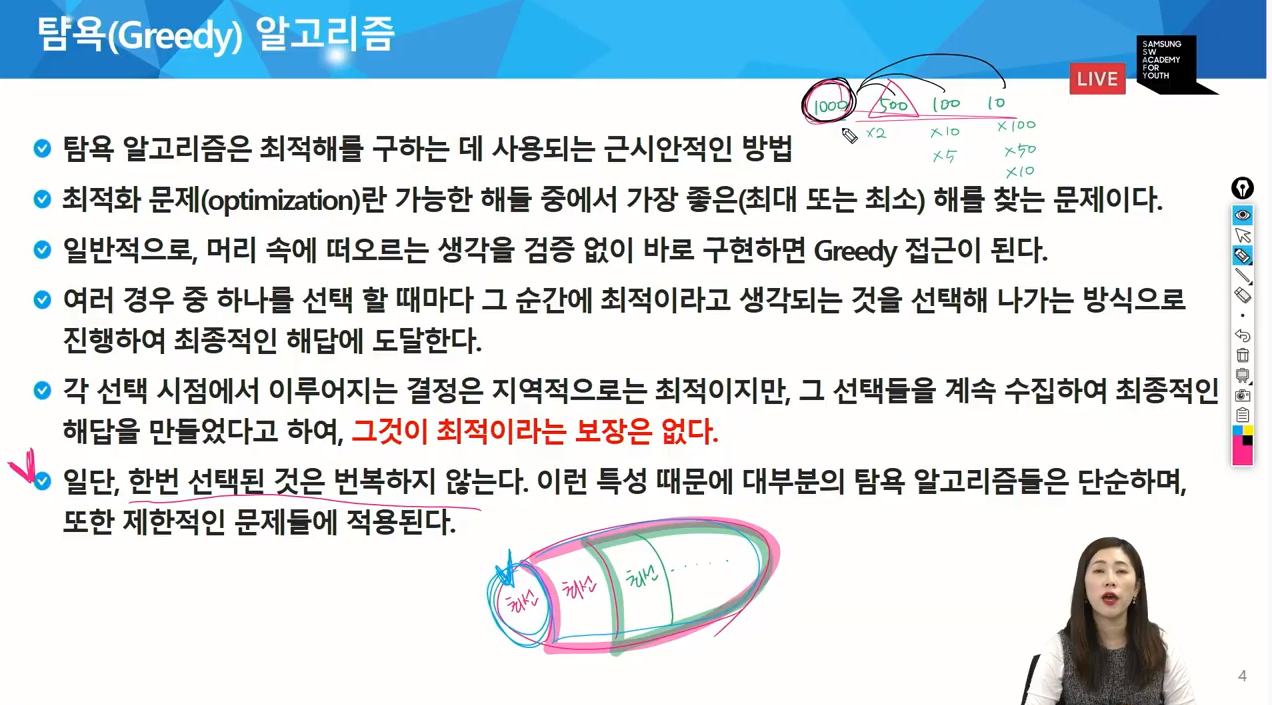 탐욕(Greedy) 알고리즘
SAMSUNG
SW
ACADEMY
FOR
YOUTH
LIVE
1000 500 100 10
×2 ×10 ×100
×5 ×50
×10
탐욕 알고리즘은 최적해를 구하는 데 사용되는 근시안적인 방법
최적화 문제(optimization)란 가능한 해들 중에서 가장 좋은(최대 또는 최소) 해를 찾는 문제이다.
일반적으로, 머리 속에 떠오르는 생각을 검증 없이 바로 구현하면 Greedy 접근이 된다.
여러 경우 중 하나를 선택 할 때마다 그 순간에 최적이라고 생각되는 것을 선택해 나가는 방식으로
진행하여 최종적인 해답에 도달한다.
각 선택 시점에서 이루어지는 결정은 지역적으로는 최적이지만, 그 선택들을 계속 수집하여 최종적인
해답을 만들었다고 하여, 그것이 최적이라는 보장은 없다.
일단, 한번 선택된 것은 번복하지 않는다. 이런 특성 때문에 대부분의 탐욕 알고리즘들은 단순하며,
또한 제한적인 문제들에 적용된다.
최선 최선 최선 ......
4